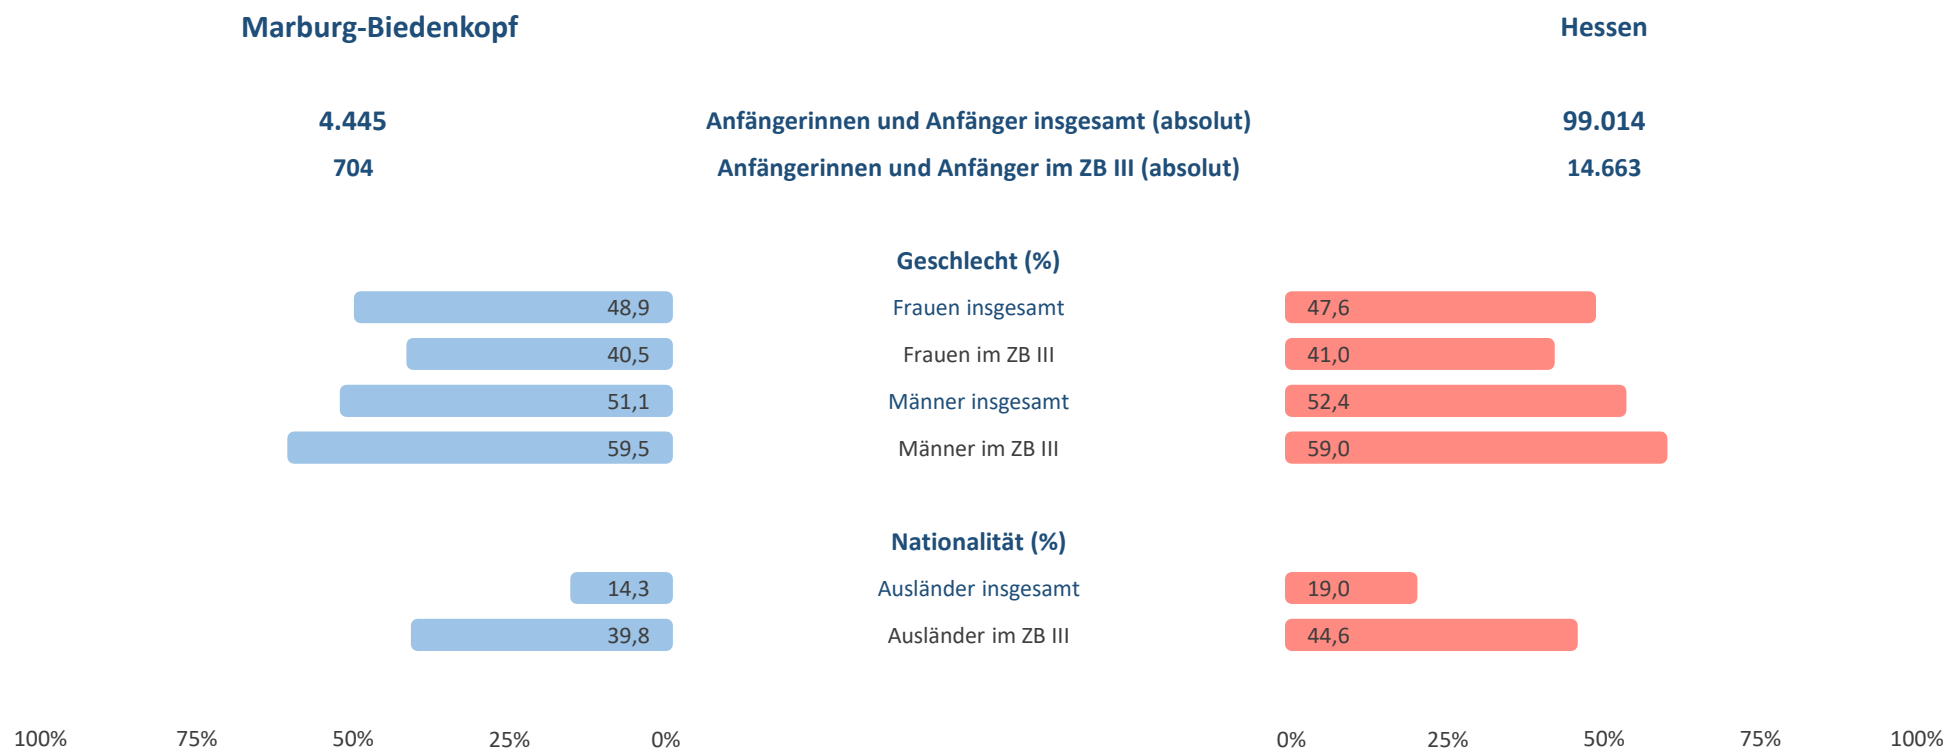 Marburg-Biedenkopf Hessen
4.445 Anfängerinnen und Anfänger insgesamt (absolut) 99.014
704 Anfängerinnen und Anfänger im ZB III (absolut) 14.663
Geschlecht (%)
48,9 Frauen insgesamt 47,6
40,5 Frauen im ZB III 41,0
51,1 Männer insgesamt 52,4
59,5 Männer im ZB III 59,0
Nationalität (%)
14,3 Ausländer insgesamt 19,0
39,8 Ausländer im ZB III 44,6
100% 75% 50% 25% 0% 0% 25% 50% 75% 100%